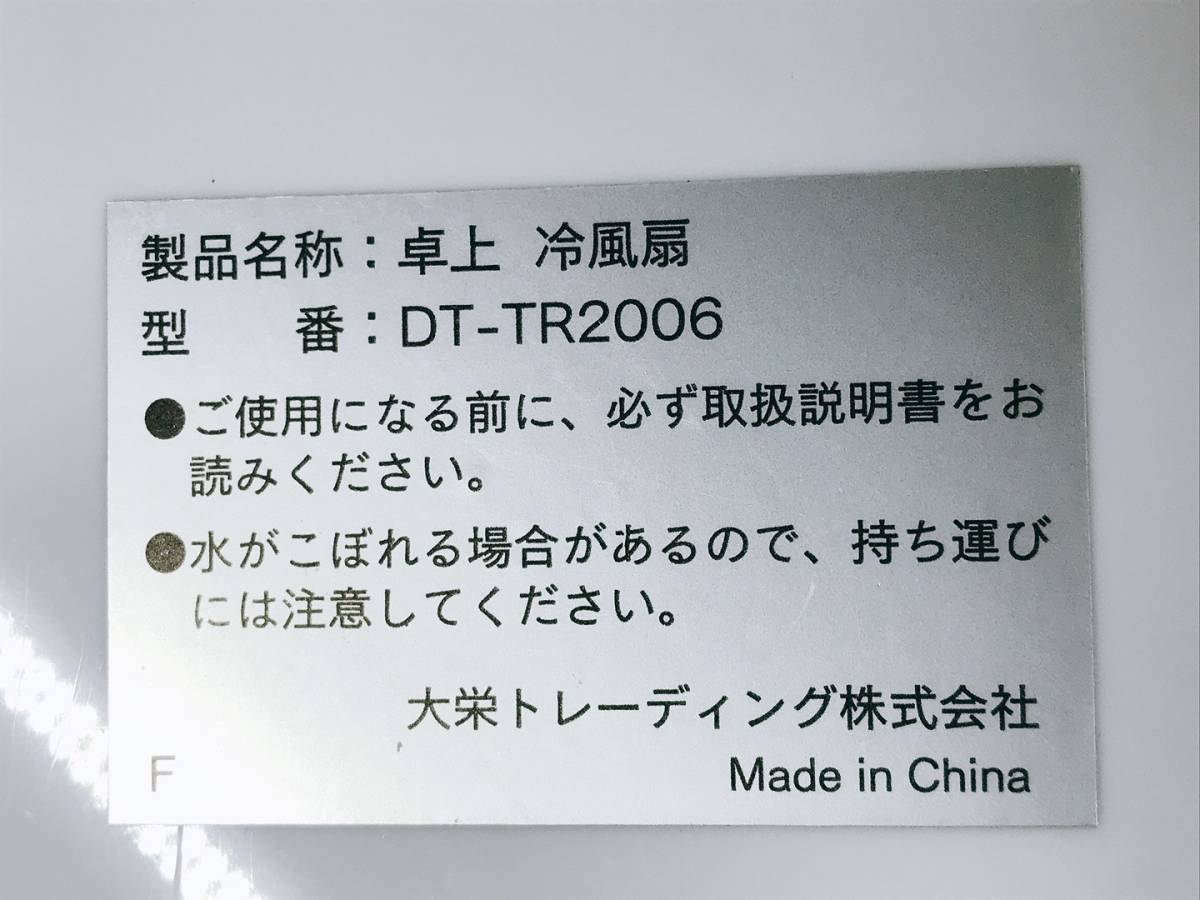 製品名称：卓上 冷風扇
型　　番：DT-TR2006
●ご使用になる前に、必ず取扱説明書をお
読みください。
●水がこぼれる場合があるので、持ち運び
には注意してください。
大栄トレーディング株式会社
F
Made in China